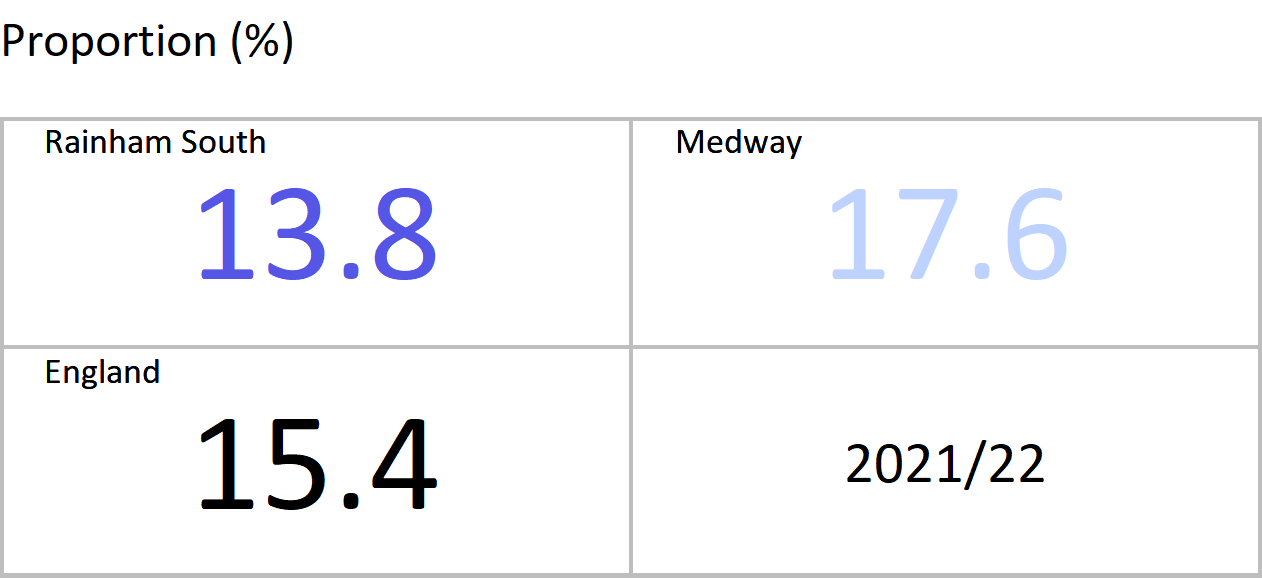 Proportion (%)
Rainham South
13.8
Medway
17.6
England
15.4
2021/22